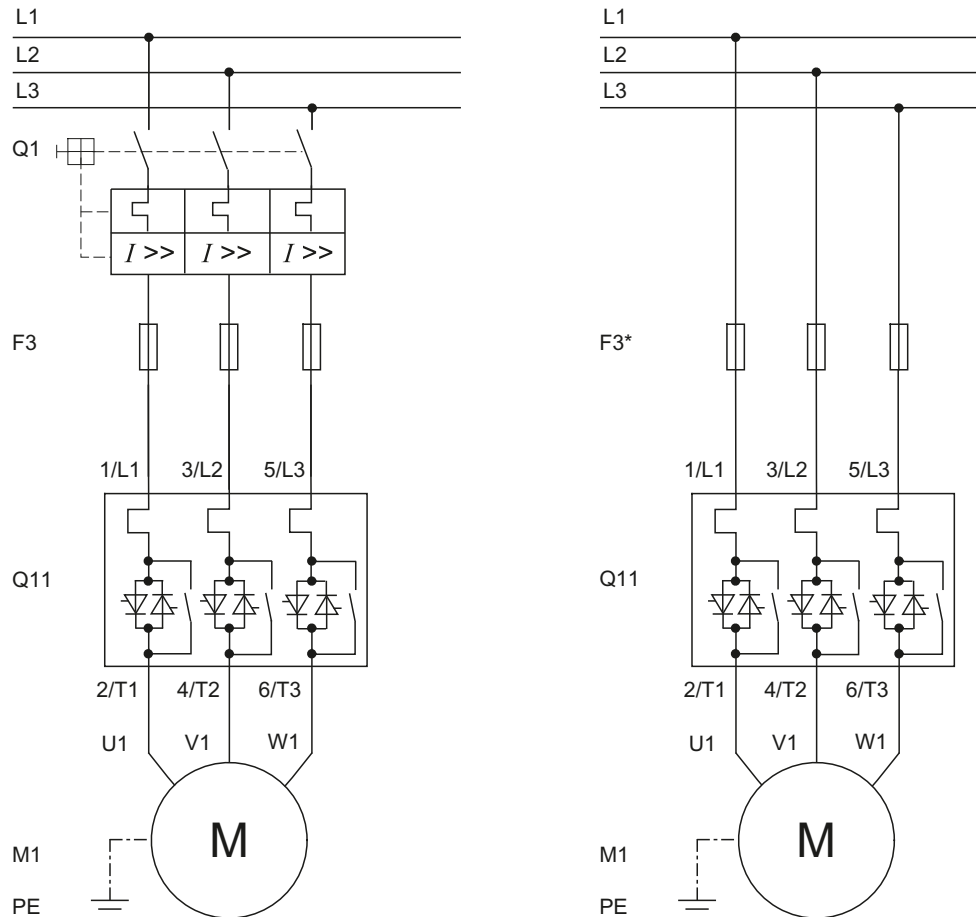 L1
L2
L3
Q1
I >> I >> I >>
F3
1/L1 3/L2 5/L3
Q11
2/T1 4/T2 6/T3
U1 V1 W1
M
M1
PE
L1
L2
L3
F3*
1/L1 3/L2 5/L3
Q11
2/T1 4/T2 6/T3
U1 V1 W1
M
M1
PE